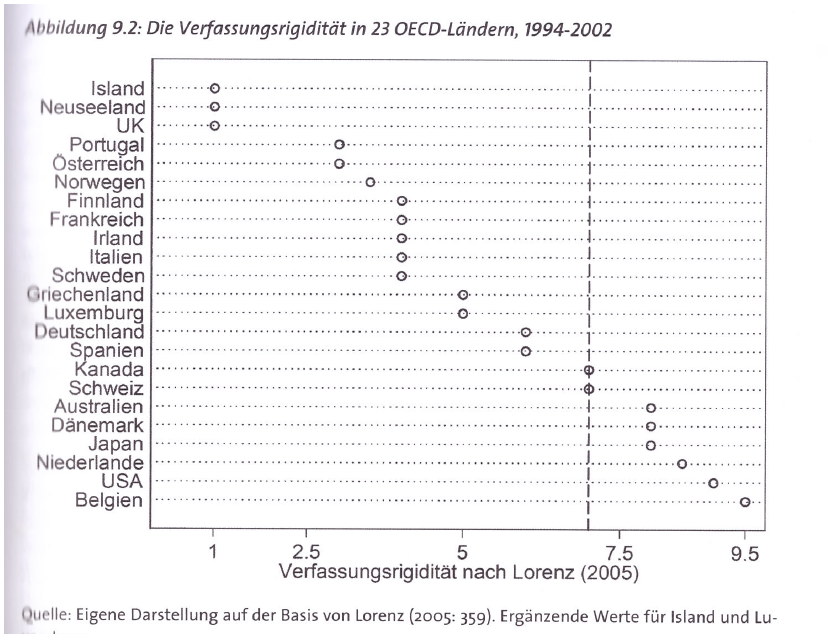 Abbildung 9.2: Die Verfassungsrigidität in 23 OECD-Ländern, 1994-2002
Island
Neuseeland
UK
Portugal
Österreich
Norwegen
Finnland
Frankreich
Irland
Italien
Schweden
Griechenland
Luxemburg
Deutschland
Spanien
Kanada
Schweiz
Australien
Dänemark
Japan
Niederlande
USA
Belgien
1 2.5 5 7.5 9.5
Verfassungsrigidität nach Lorenz (2005)
Quelle: Eigene Darstellung auf der Basis von Lorenz (2005: 359). Ergänzende Werte für Island und Lu-